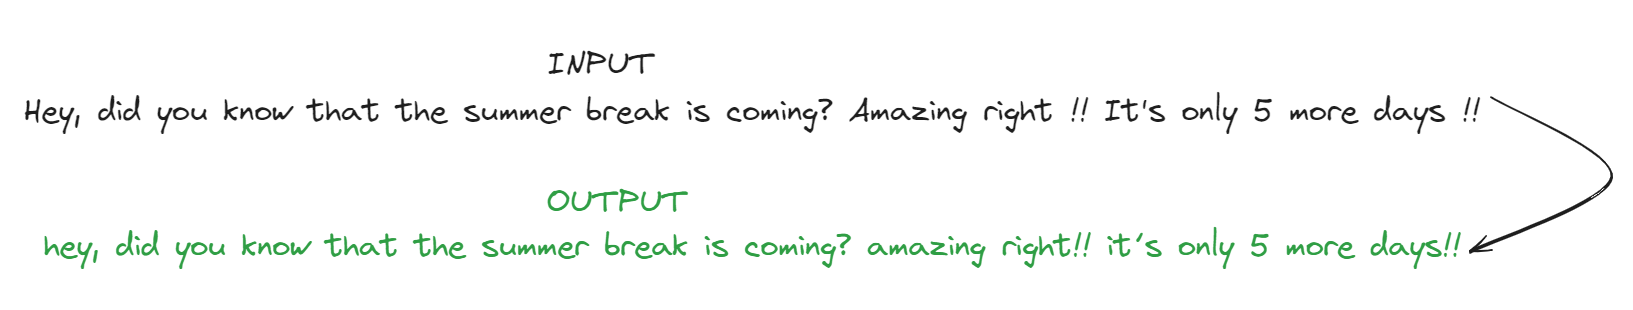 INPUT
Hey, did you know that the summer break is coming? Amazing right !! It's only 5 more days !!
OUTPUT
hey, did you know that the summer break is coming? amazing right!! it's only 5 more days!!